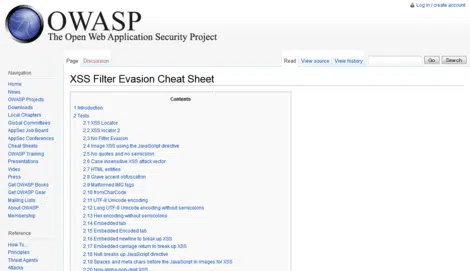 Log in / create account
OWASP
The Open Web Application Security Project
Page Discussion Read View source View history Go Search
Navigation
Home
News
OWASP Projects
Downloads
Local Chapters
Global Committees
AppSec Job Board
AppSec Conferences
Cheat Sheets
OWASP Training
Presentations
Video
Press
Get OWASP Books
Get OWASP Gear
Mailing Lists
About OWASP
Membership
Reference
How To...
Principles
Threat Agents
Attacks
XSS Filter Evasion Cheat Sheet
Contents
1 Introduction
2 Tests
2.1 XSS Locator
2.2 XSS locator 2
2.3 No Filter Evasion
2.4 Image XSS using the JavaScript directive
2.5 No quotes and no semicolon
2.6 Case insensitive XSS attack vector
2.7 HTML entities
2.8 Grave accent obfuscation
2.9 Malformed IMG tags
2.10 fromCharCode
2.11 UTF-8 Unicode encoding
2.12 Long UTF-8 Unicode encoding without semicolons
2.13 Hex encoding without semicolons
2.14 Embedded tab
2.15 Embedded Encoded tab
2.16 Embedded newline to break up XSS
2.17 Embedded carriage return to break up XSS
2.18 Null breaks up JavaScript directive
2.19 Spaces and meta chars before the JavaScript in images for XSS
2.20 Non-alpha-non-digit XSS